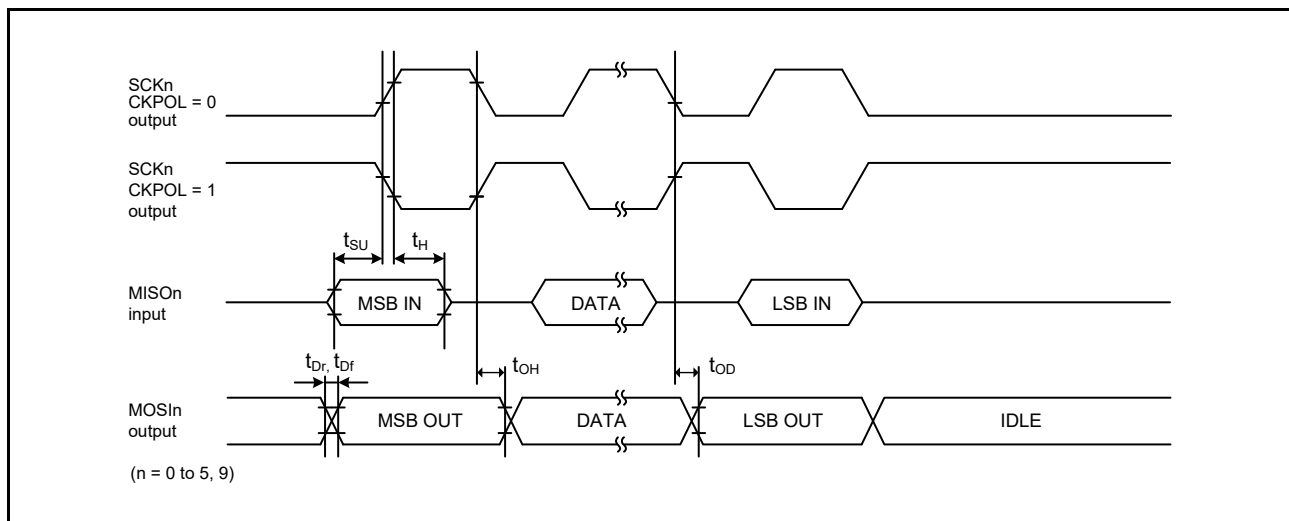 SCKn
CKPOL = 0
output
SCKn
CKPOL = 1
output
tSU
tH
MISOn
input
MSB IN
DATA
LSB IN
tDr, tDf
tOH
tOD
MOSIn
output
MSB OUT
DATA
LSB OUT
IDLE
(n = 0 to 5, 9)